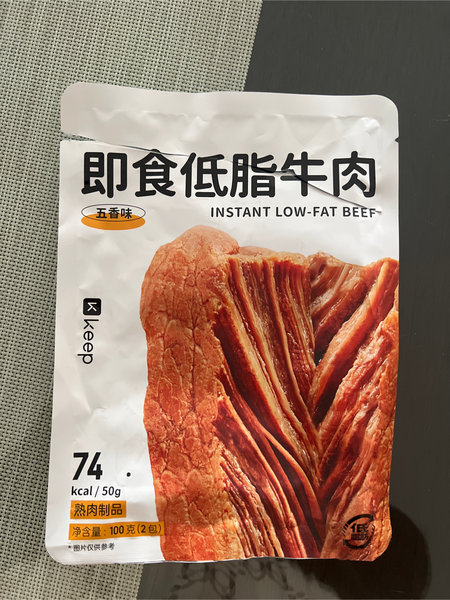 即食低脂牛肉
五香味
INSTANT LOW-FAT BEEF
keep
74
kcal / 50g
熟肉制品
净含量: 100克(2包)
*图片仅供参考
低